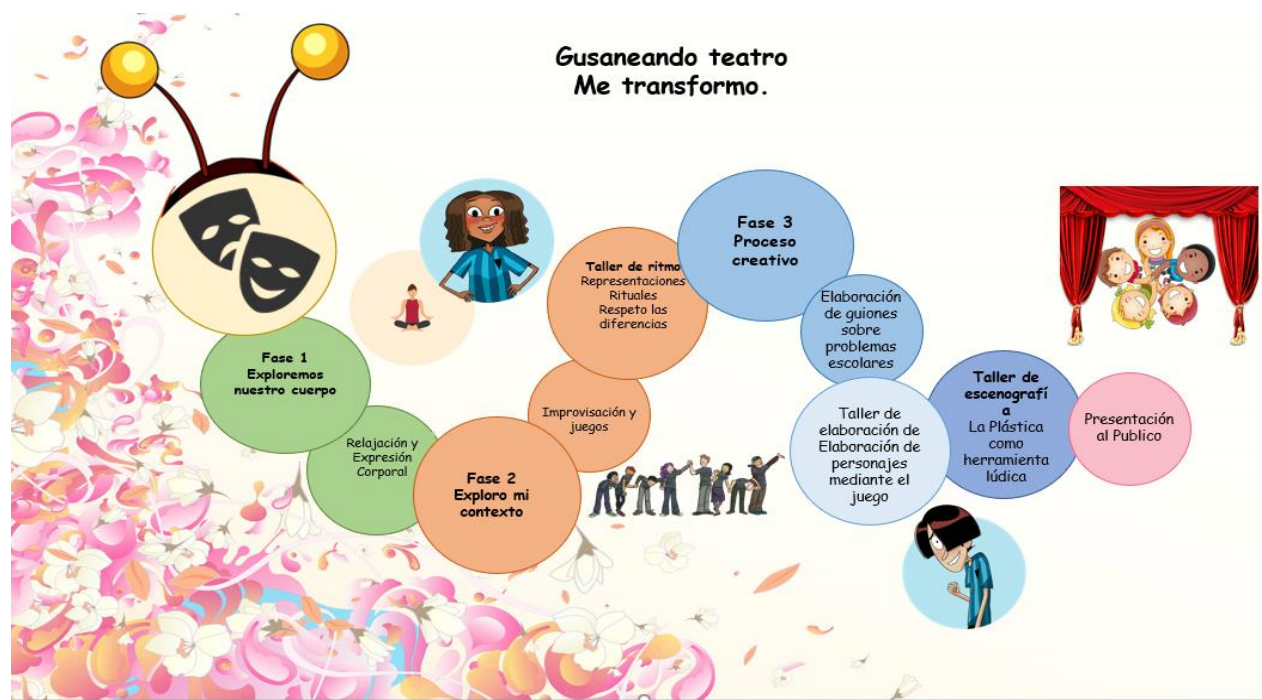 Gusaneando teatro
Me transformo.
Fase 1
Exploremos
nuestro cuerpo
Relajación y
Expresión
Corporal
Fase 2
Exploro mi
contexto
Improvisación y
juegos
Taller de ritmo
Representaciones
Rituales
Respeto las
diferencias
Fase 3
Proceso
creativo
Elaboración
de guiones
sobre
problemas
escolares
Taller de
elaboración de
Elaboración de
personajes
mediante el
juego
Taller de
escenografí
a
La Plástica
como
herramienta
lúdica
Presentación
al Publico